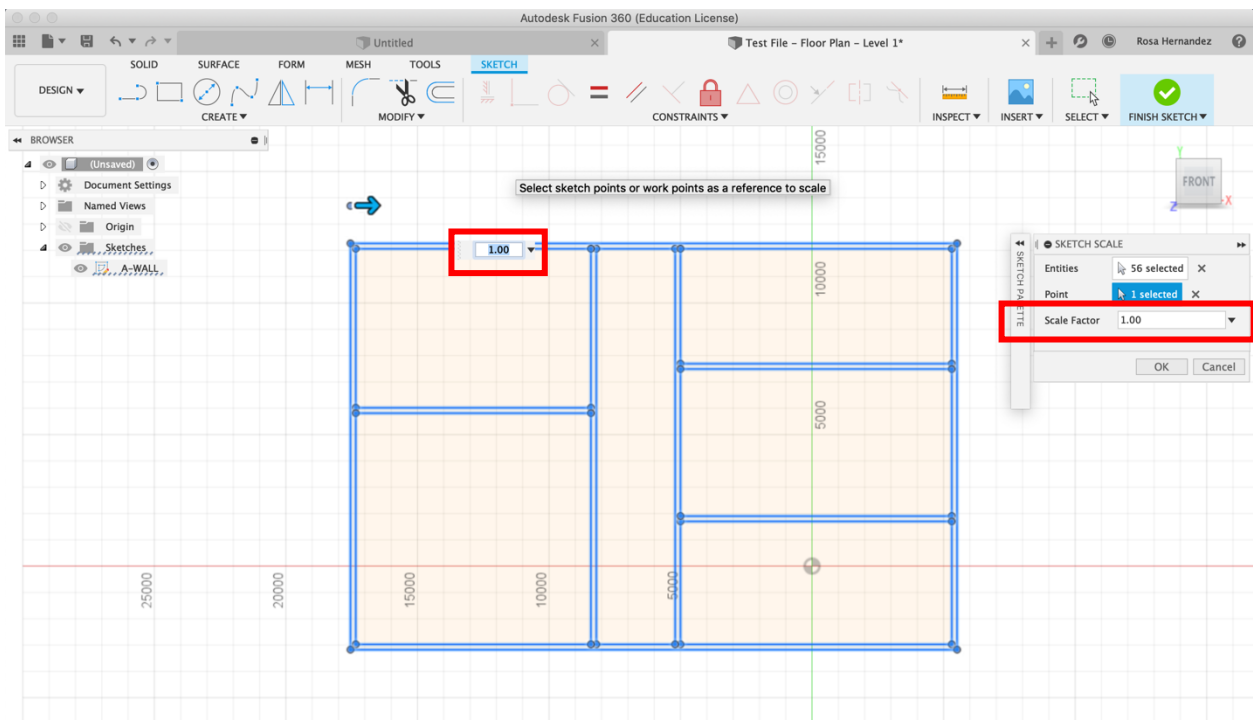 Autodesk Fusion 360 (Education License)
Untitled
Test File – Floor Plan – Level 1*
Rosa Hernandez
DESIGN
SOLID SURFACE FORM MESH TOOLS SKETCH
CREATE MODIFY CONSTRAINTS INSPECT INSERT SELECT FINISH SKETCH
BROWSER
(Unsaved)
Document Settings
Named Views
Origin
Sketches
A-WALL
Select sketch points or work points as a reference to scale
1.00
15000
10000
5000
25000
20000
15000
10000
5000
Y
FRONT
Z
X
SKETCH PALETTE
SKETCH SCALE
Entities 56 selected
Point 1 selected
Scale Factor 1.00
OK Cancel